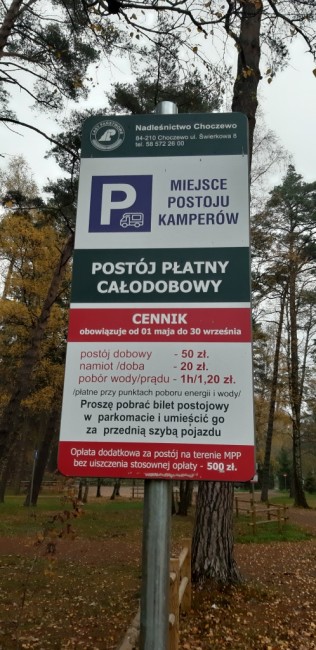 Nadleśnictwo Choczewo
84-210 Choczewo ul. Świerkowa 8
tel. 58 572 26 00
P
MIEJSCE
POSTOJU
KAMPERÓW
POSTÓJ PŁATNY
CAŁODOBOWY
CENNIK
obowiązuje od 01 maja do 30 września
postój dobowy - 50 zł.
namiot /doba - 20 zł.
pobór wody/prądu - 1h/1,20 zł.
/płatne przy punktach poboru energii i wody/
Proszę pobrać bilet postojowy
w parkomacie i umieścić go
za przednią szybą pojazdu
Opłata dodatkowa za postój na terenie MPP
bez uiszczenia stosownej opłaty - 500 zł.